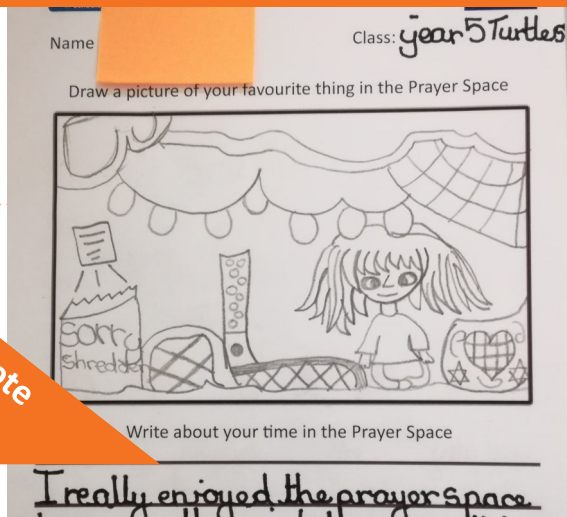 Name
Class: year 5 Turtles
Draw a picture of your favourite thing in the Prayer Space
Sorry
Shredder
Write about your time in the Prayer Space
I really enjoyed the prayer space